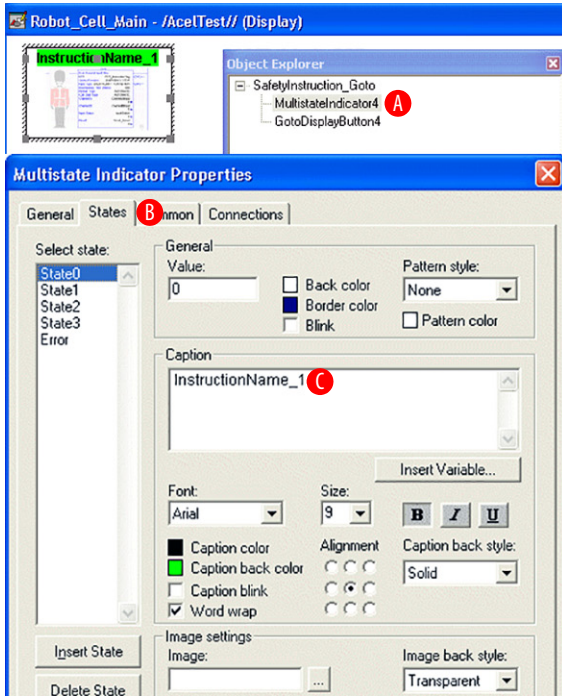 Robot_Cell_Main - /AcelTest// (Display)
InstructionName_1
Object Explorer
SafetyInstruction_Goto
MultistateIndicator4
A
GotoDisplayButton4
Multistate Indicator Properties
General States B mmon Connections
Select state:
State0
State1
State2
State3
Error
Insert State
Delete State
General
Value:
0
Back color
Border color
Blink
Pattern style:
None
Pattern color
Caption
InstructionName_1 C
Insert Variable...
Font:
Arial
Size:
9
B I U
Caption color
Caption back color
Caption blink
Word wrap
Alignment
Caption back style:
Solid
Image settings
Image:
...
Image back style:
Transparent